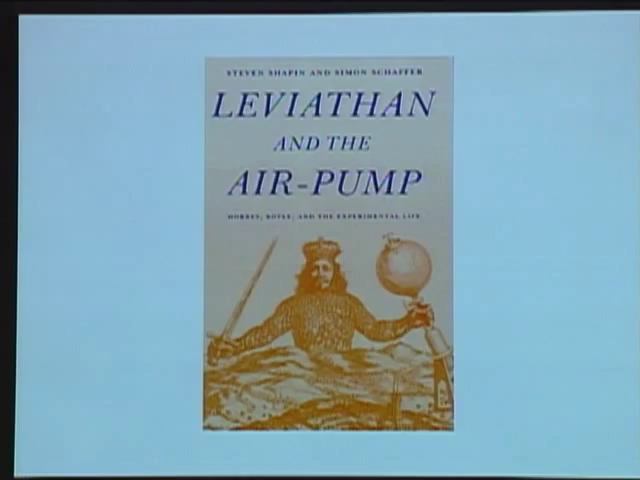 STEVEN SHAPIN AND SIMON SCHAFFER
LEVIATHAN
AND THE
AIR-PUMP
HOBBES, BOYLE, AND THE EXPERIMENTAL LIFE